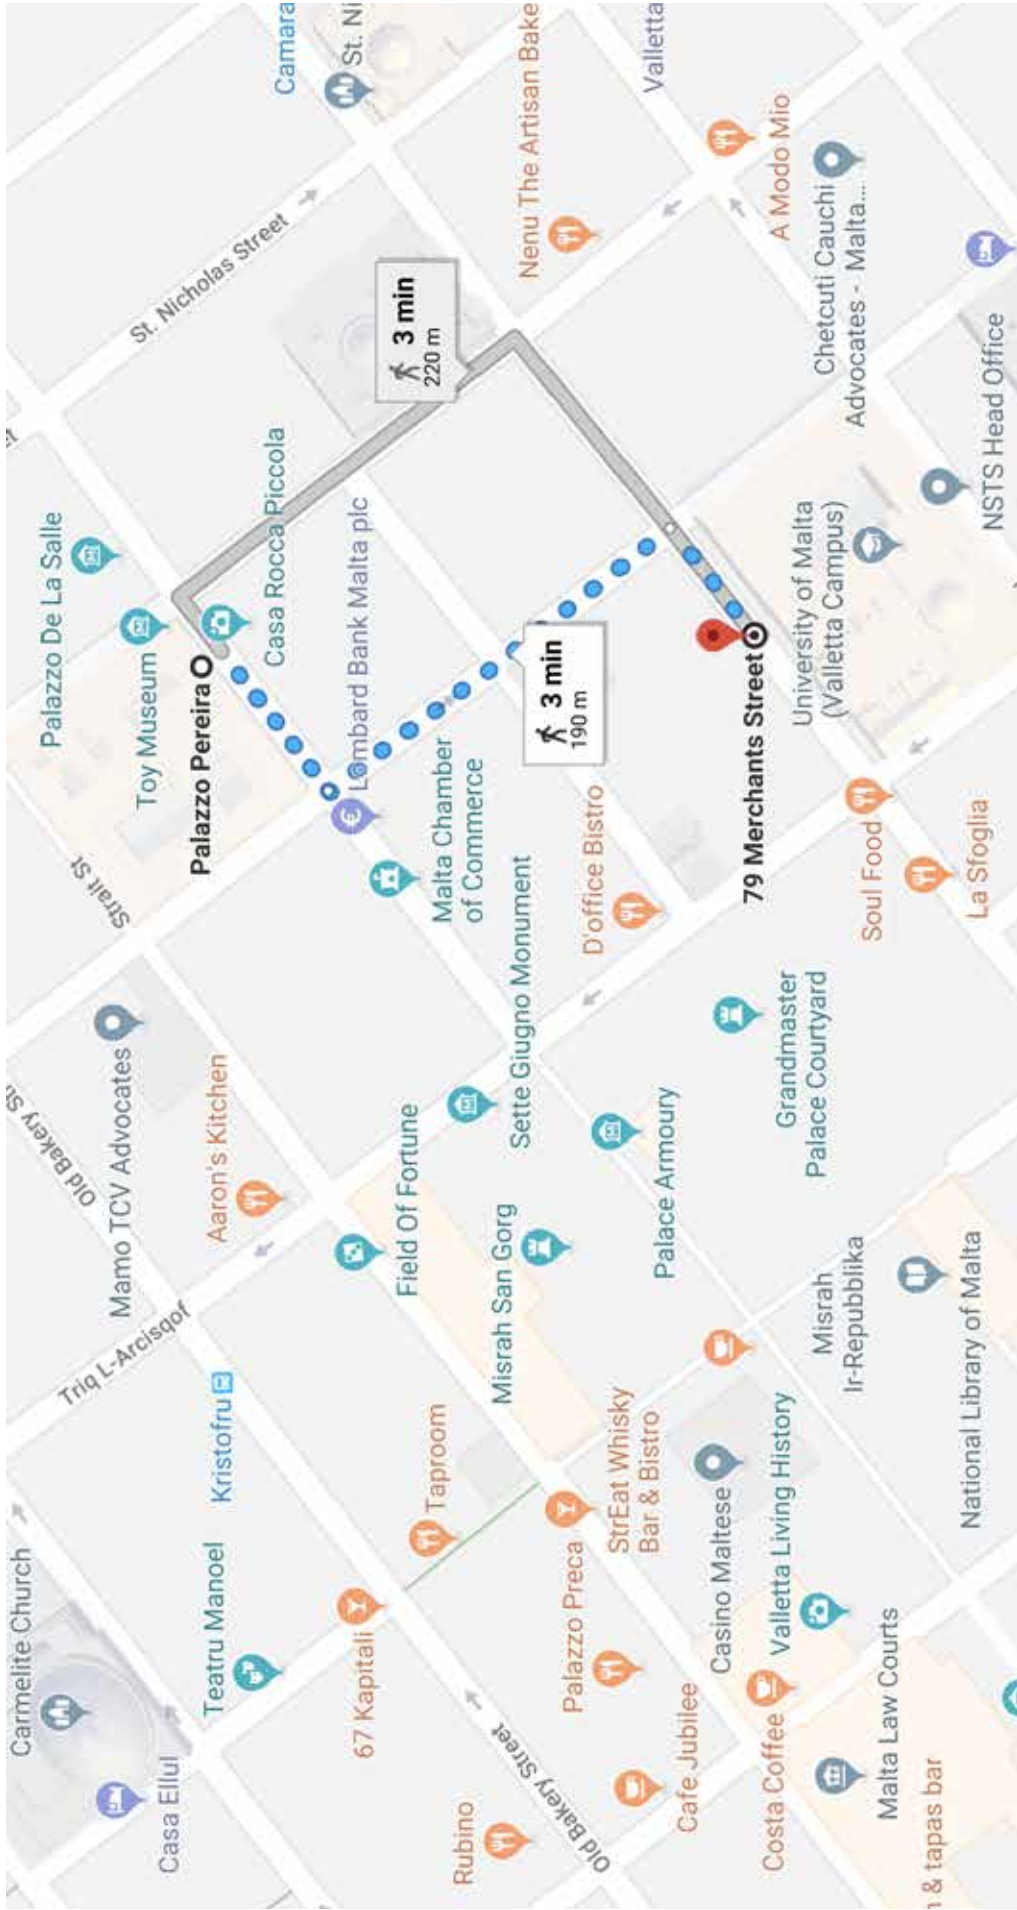 Carmelite Church
Casa Ellul
Teatru Manoel
Kristofru
Triq L-Arcisqof
Old Bakery St
Mamo TCV Advocates
Aaron's Kitchen
Strait St
Palazzo De La Salle
Toy Museum
Palazzo Pereira
Casa Rocca Piccola
Lombard Bank Malta plc
€
St. Nicholas Street
Camara
St. Ni
3 min
220 m
Nenu The Artisan Bake
Valletta
A Modo Mio
Chetcuti Cauchi
Advocates - Malta...
NSTS Head Office
University of Malta
(Valletta Campus)
3 min
190 m
79 Merchants Street
Malta Chamber
of Commerce
D'office Bistro
Soul Food
La Sfoglia
Sette Giugno Monument
Field Of Fortune
Misrah San Gorg
Palace Armoury
Grandmaster
Palace Courtyard
Misrah
Ir-Repubblika
National Library of Malta
Taproom
67 Kapitali
StrEat Whisky
Bar & Bistro
Palazzo Preca
Casino Maltese
Valletta Living History
Malta Law Courts
Costa Coffee
Cafe Jubilee
Old Bakery Street
Rubino
& tapas bar